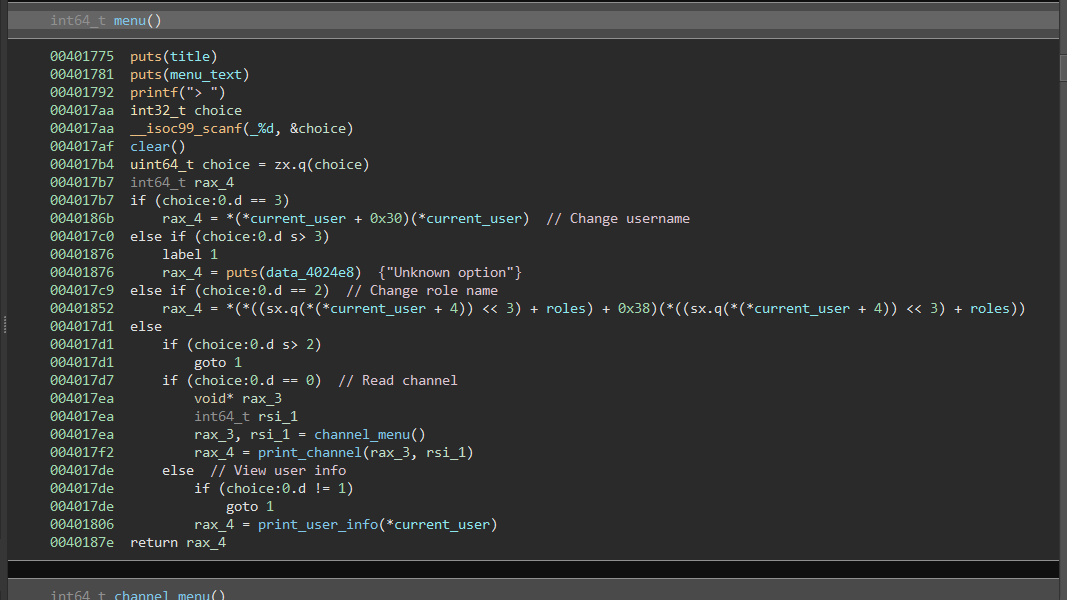 int64_t menu()
00401775 puts(title)
00401781 puts(menu_text)
00401792 printf("> ")
004017aa int32_t choice
004017aa __isoc99_scanf(_%d, &choice)
004017af clear()
004017b4 uint64_t choice = zx.q(choice)
004017b7 int64_t rax_4
004017b7 if (choice:0.d == 3)
0040186b rax_4 = *(*current_user + 0x30)(*current_user) // Change username
004017c0 else if (choice:0.d s> 3)
00401876 label 1
00401876 rax_4 = puts(data_4024e8) {"Unknown option"}
004017c9 else if (choice:0.d == 2) // Change role name
00401852 rax_4 = *(*((sx.q(*(*current_user + 4)) << 3) + roles) + 0x38)(*((sx.q(*(*current_user + 4)) << 3) + roles))
004017d1 else
004017d1 if (choice:0.d s> 2)
004017d1 goto 1
004017d7 if (choice:0.d == 0) // Read channel
004017ea void* rax_3
004017ea int64_t rsi_1
004017ea rax_3, rsi_1 = channel_menu()
004017f2 rax_4 = print_channel(rax_3, rsi_1)
004017de else // View user info
004017de if (choice:0.d != 1)
004017de goto 1
00401806 rax_4 = print_user_info(*current_user)
0040187e return rax_4
int64_t channel_menu()